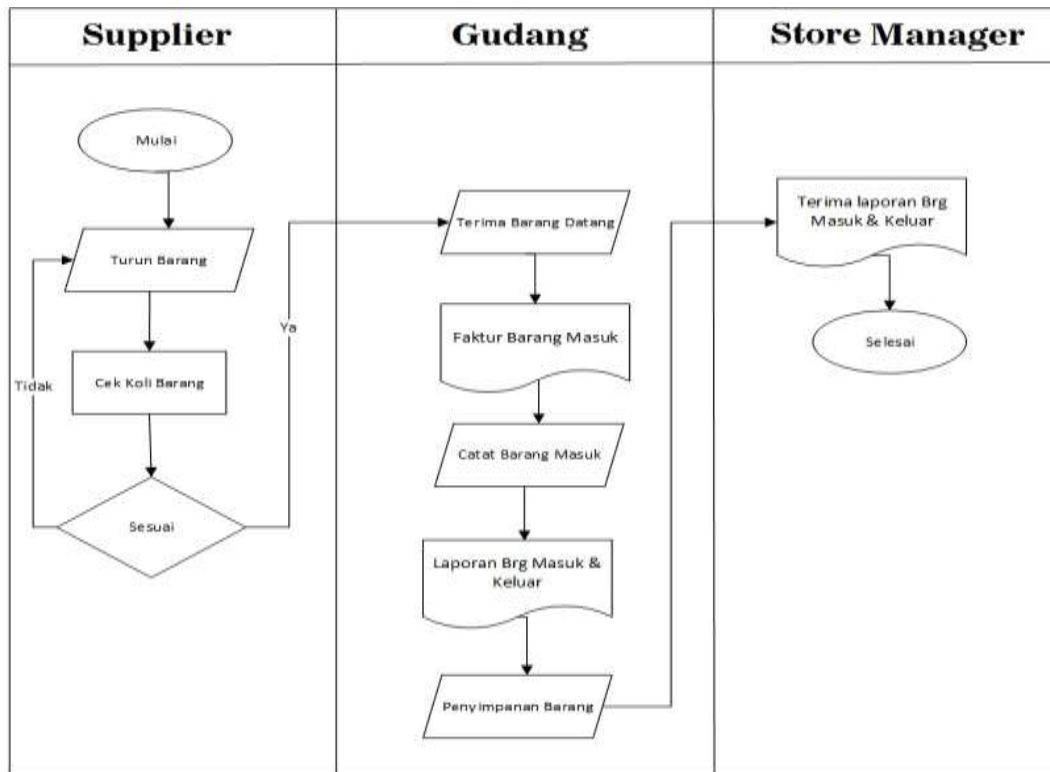 Supplier
Gudang
Store Manager
Mulai
Turun Barang
Cek Koli Barang
Sesuai
Tidak
Ya
Terima Barang Datang
Faktur Barang Masuk
Catat Barang Masuk
Laporan Brg Masuk &
Keluar
Penyimpanan Barang
Terima laporan Brg
Masuk & Keluar
Selesai